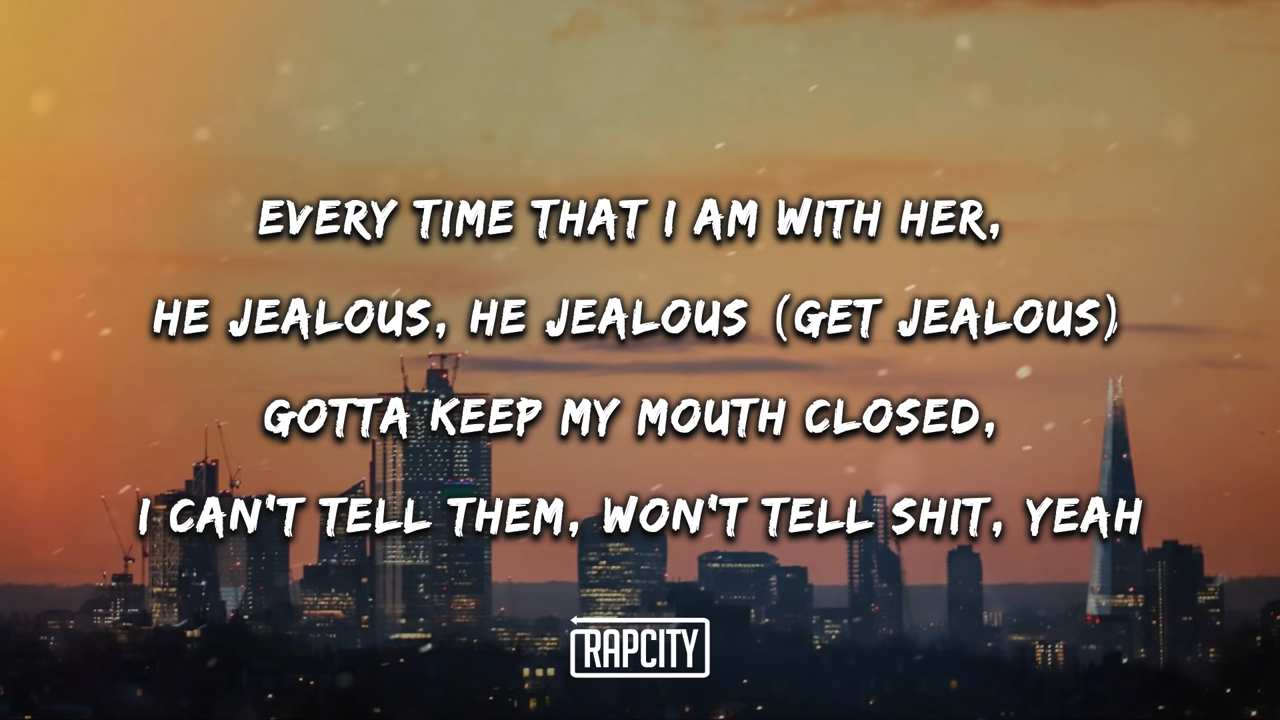 EVERY TIME THAT I AM WITH HER,
HE JEALOUS, HE JEALOUS (GET JEALOUS)
GOTTA KEEP MY MOUTH CLOSED,
I CAN'T TELL THEM, WON'T TELL SHIT, YEAH
RAPCITY